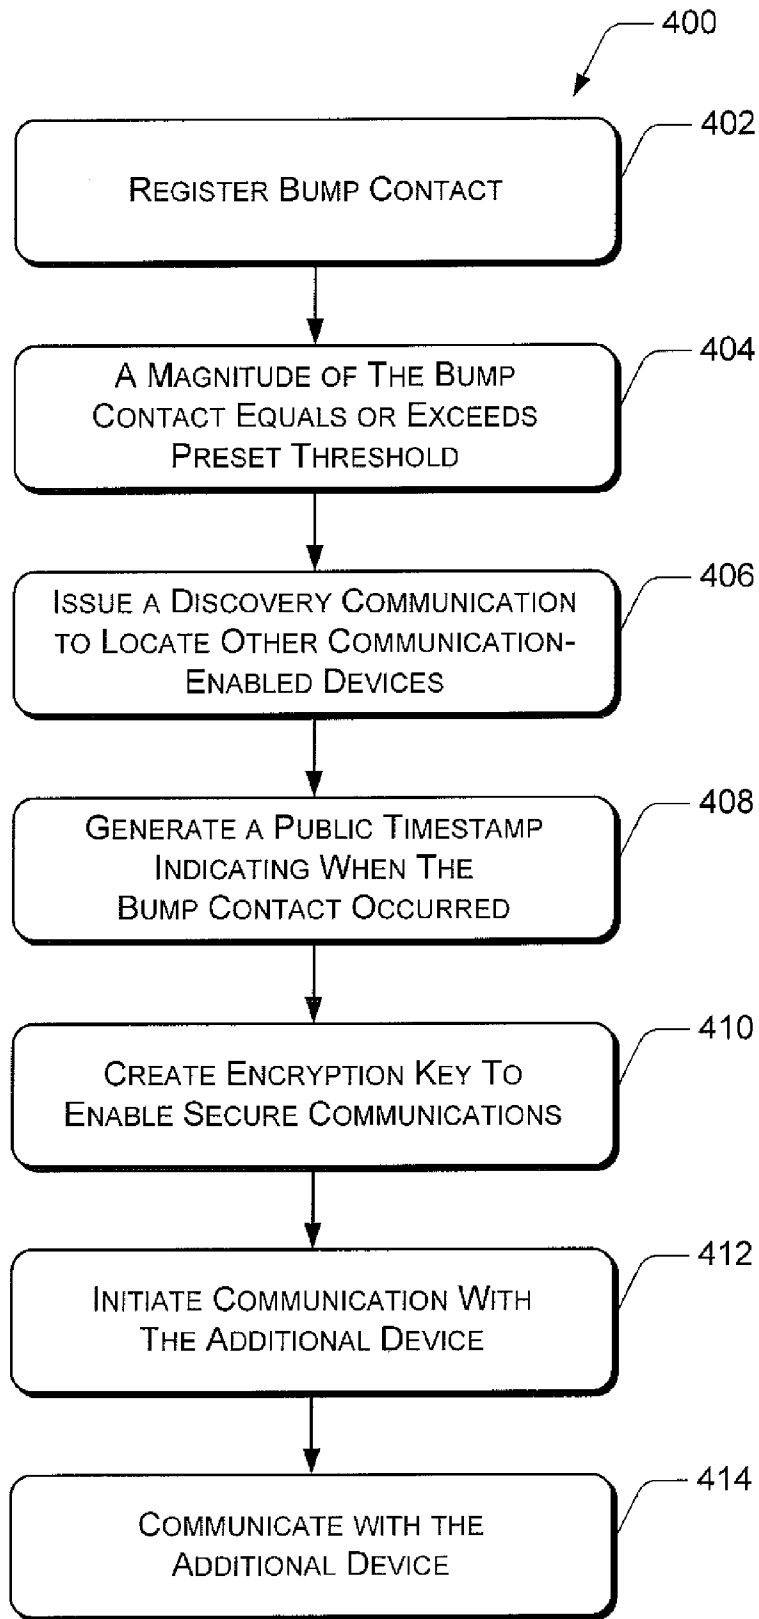 400
402
REGISTER BUMP CONTACT
404
A MAGNITUDE OF THE BUMP
CONTACT EQUALS OR EXCEEDS
PRESET THRESHOLD
406
ISSUE A DISCOVERY COMMUNICATION
TO LOCATE OTHER COMMUNICATION-
ENABLED DEVICES
408
GENERATE A PUBLIC TIMESTAMP
INDICATING WHEN THE
BUMP CONTACT OCCURRED
410
CREATE ENCRYPTION KEY TO
ENABLE SECURE COMMUNICATIONS
412
INITIATE COMMUNICATION WITH
THE ADDITIONAL DEVICE
414
COMMUNICATE WITH THE
ADDITIONAL DEVICE